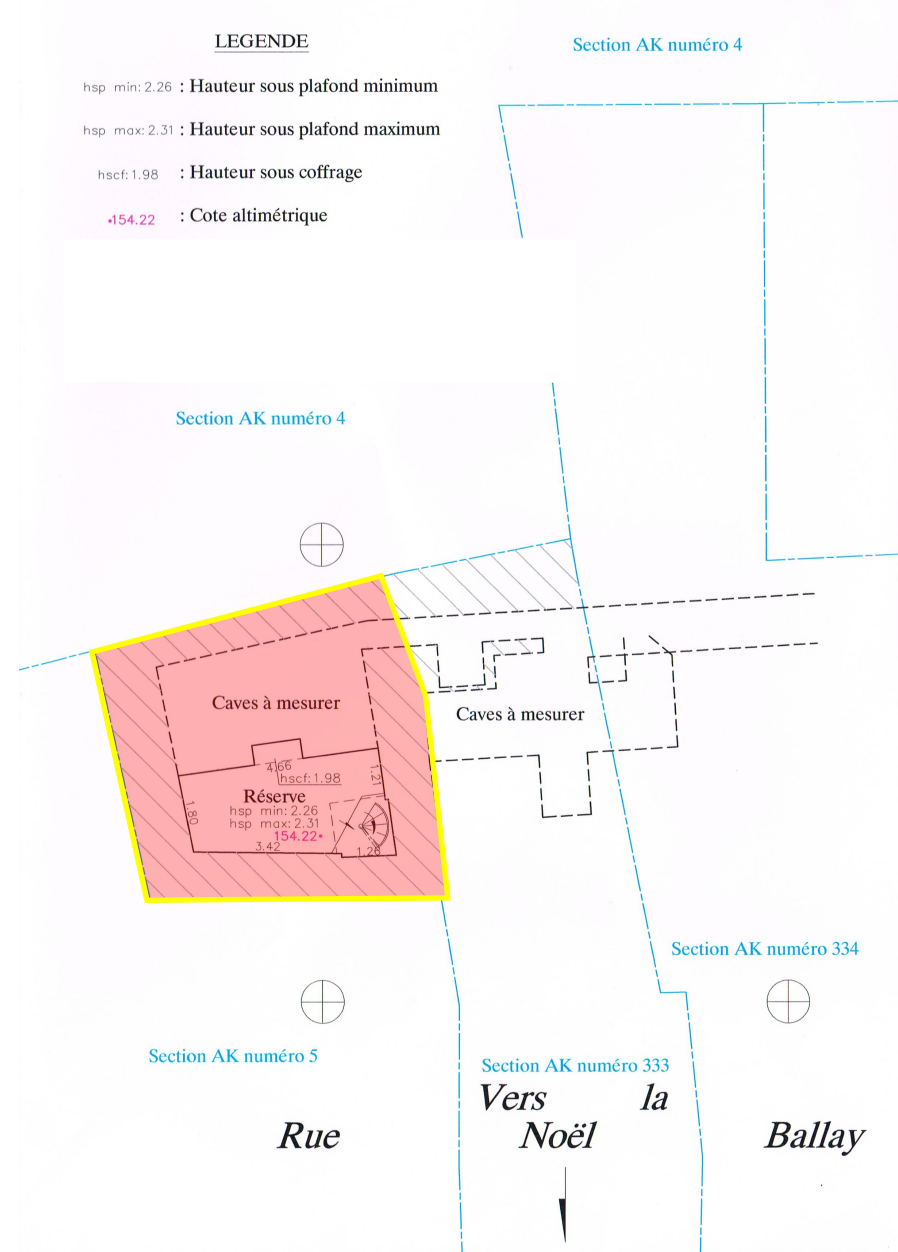 LEGENDE
hsp min: 2.26 : Hauteur sous plafond minimum
hsp max: 2.31 : Hauteur sous plafond maximum
hscf: 1.98 : Hauteur sous coffrage
154.22 : Cote altimétrique
Section AK numéro 4
Section AK numéro 4
Caves à mesurer
Caves à mesurer
4.66
hscf: 1.98
1.21
Réserve
1.80
hsp min: 2.26
hsp max: 2.31
154.22
3.42
1.26
Section AK numéro 334
Section AK numéro 5
Section AK numéro 333
Vers la
Rue Noël Ballay